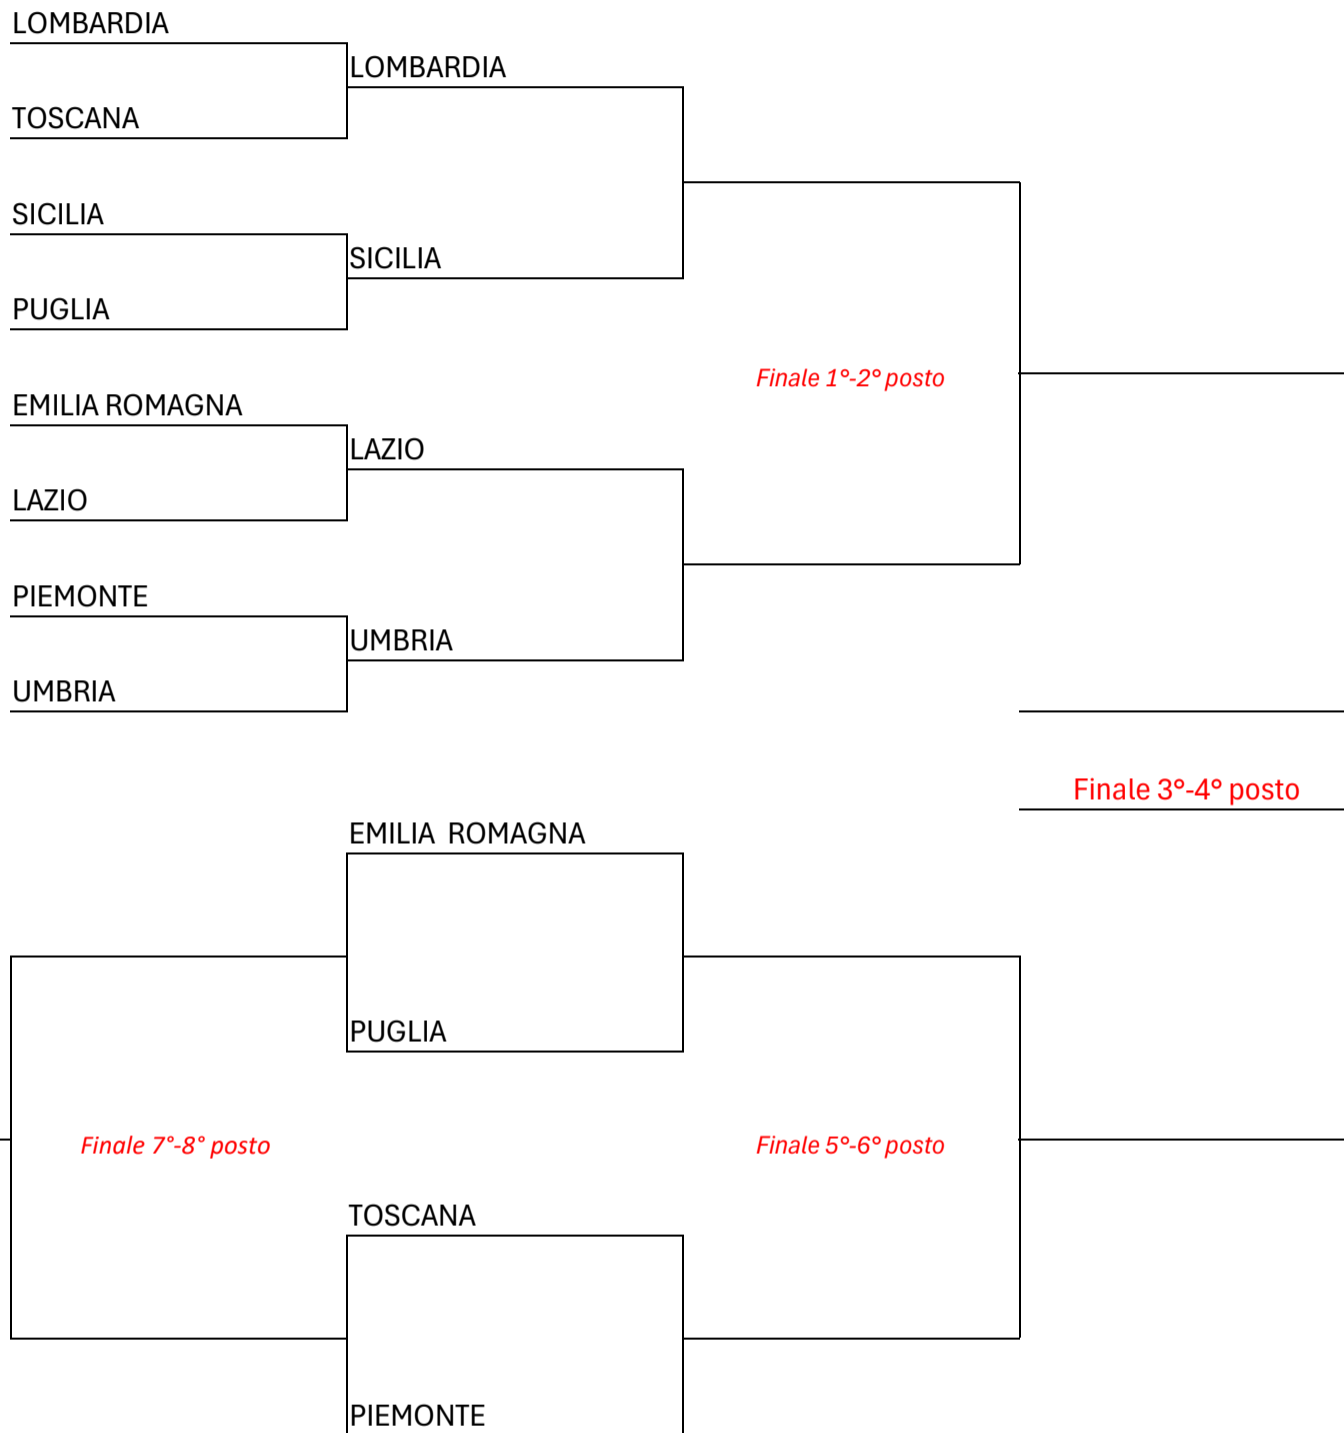 LOMBARDIA
LOMBARDIA
TOSCANA
SICILIA
SICILIA
PUGLIA
Finale 1°-2° posto
EMILIA ROMAGNA
LAZIO
LAZIO
PIEMONTE
UMBRIA
UMBRIA
Finale 3°-4° posto
EMILIA  ROMAGNA
PUGLIA
Finale 7°-8° posto
Finale 5°-6° posto
TOSCANA
PIEMONTE